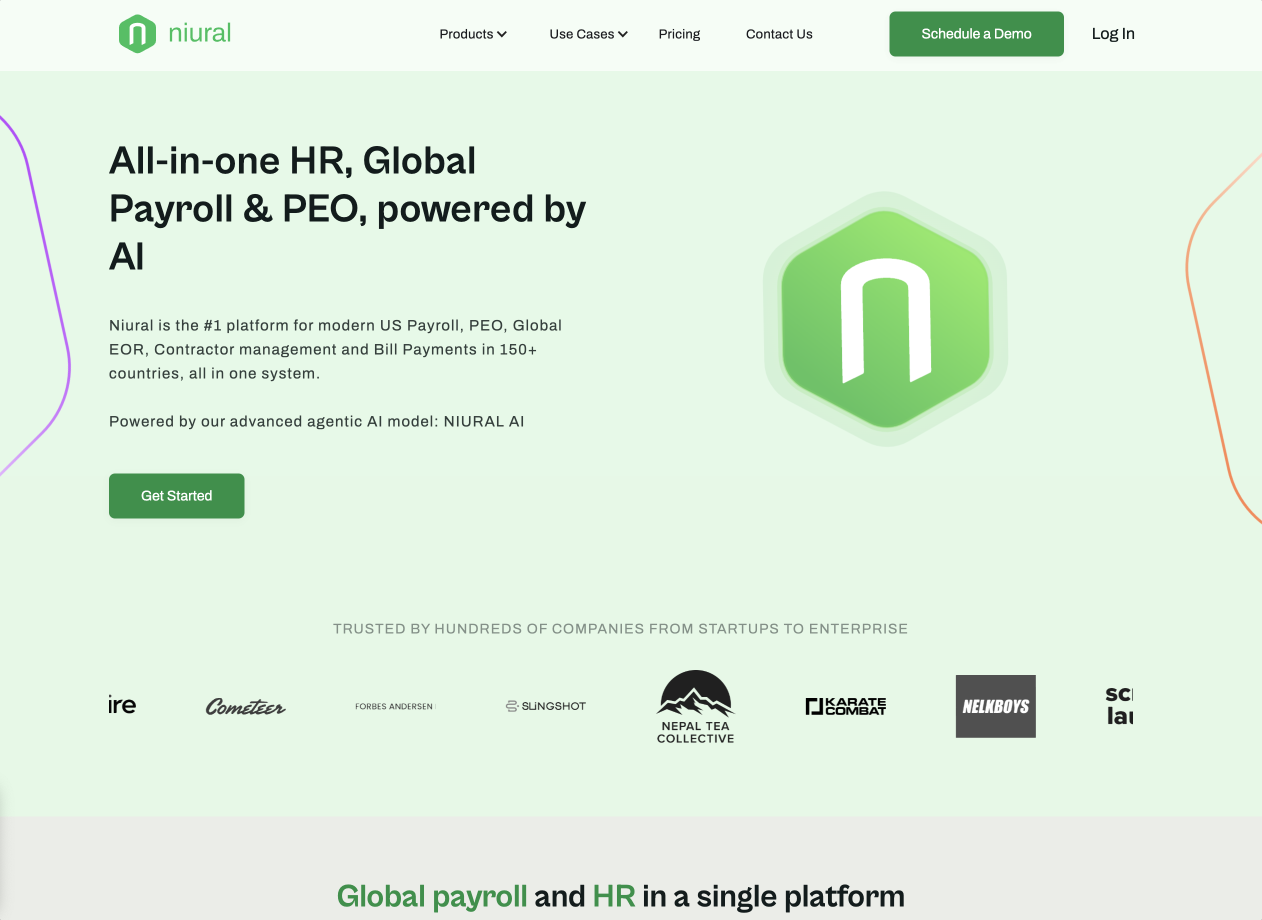 niural
Products
Use Cases
Pricing
Contact Us
Schedule a Demo
Log In
All-in-one HR, Global
Payroll & PEO, powered by
AI
Niural is the #1 platform for modern US Payroll, PEO, Global
EOR, Contractor management and Bill Payments in 150+
countries, all in one system.
Powered by our advanced agentic AI model: NIURAL AI
Get Started
TRUSTED BY HUNDREDS OF COMPANIES FROM STARTUPS TO ENTERPRISE
ire
Cometeer
FORBES ANDERSEN
SLINGSHOT
NEPAL TEA
COLLECTIVE
KARATE
COMBAT
NELKBOYS
Global payroll and HR in a single platform